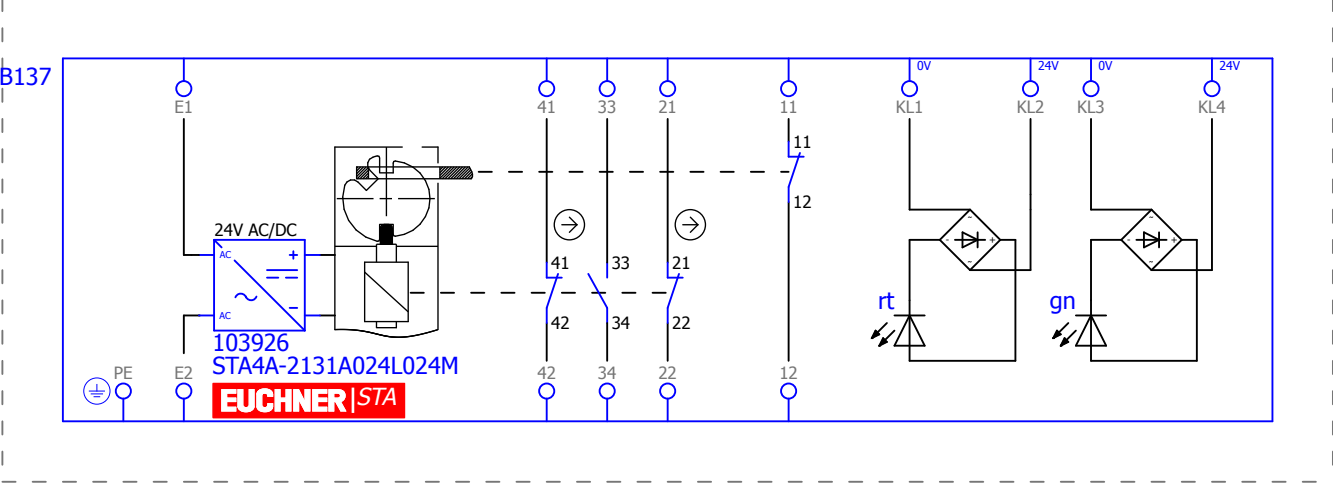 0V 24V 0V 24V
B137
E1 41 33 21 11 KL1 KL2 KL3 KL4
11
12
24V AC/DC
AC +
41 33 21
rt gn
AC -
42 34 22
103926
STA4A-2131A024L024M
PE E2 42 34 22 12
EUCHNER|STA